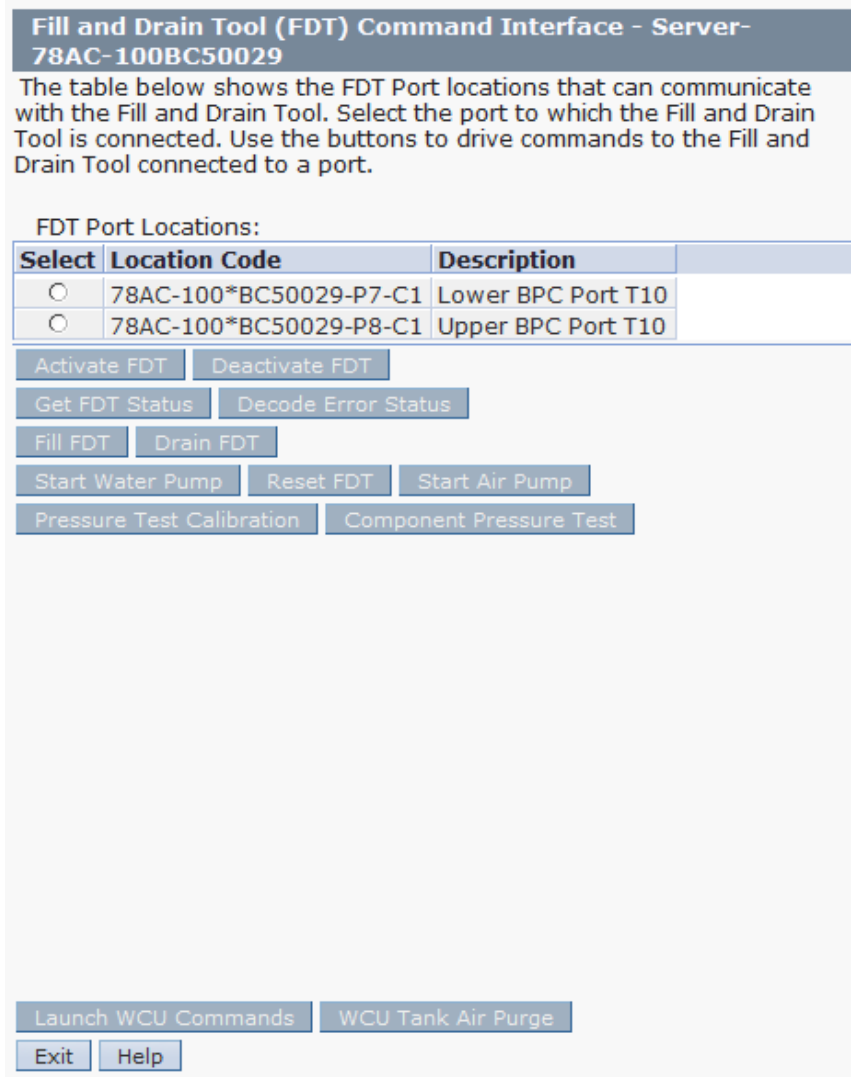 Fill and Drain Tool (FDT) Command Interface - Server-
78AC-100BC50029
The table below shows the FDT Port locations that can communicate
with the Fill and Drain Tool. Select the port to which the Fill and Drain
Tool is connected. Use the buttons to drive commands to the Fill and
Drain Tool connected to a port.
FDT Port Locations:
Select Location Code Description
78AC-100*BC50029-P7-C1 Lower BPC Port T10
78AC-100*BC50029-P8-C1 Upper BPC Port T10
Activate FDT Deactivate FDT
Get FDT Status Decode Error Status
Fill FDT Drain FDT
Start Water Pump Reset FDT Start Air Pump
Pressure Test Calibration Component Pressure Test
Launch WCU Commands WCU Tank Air Purge
Exit Help